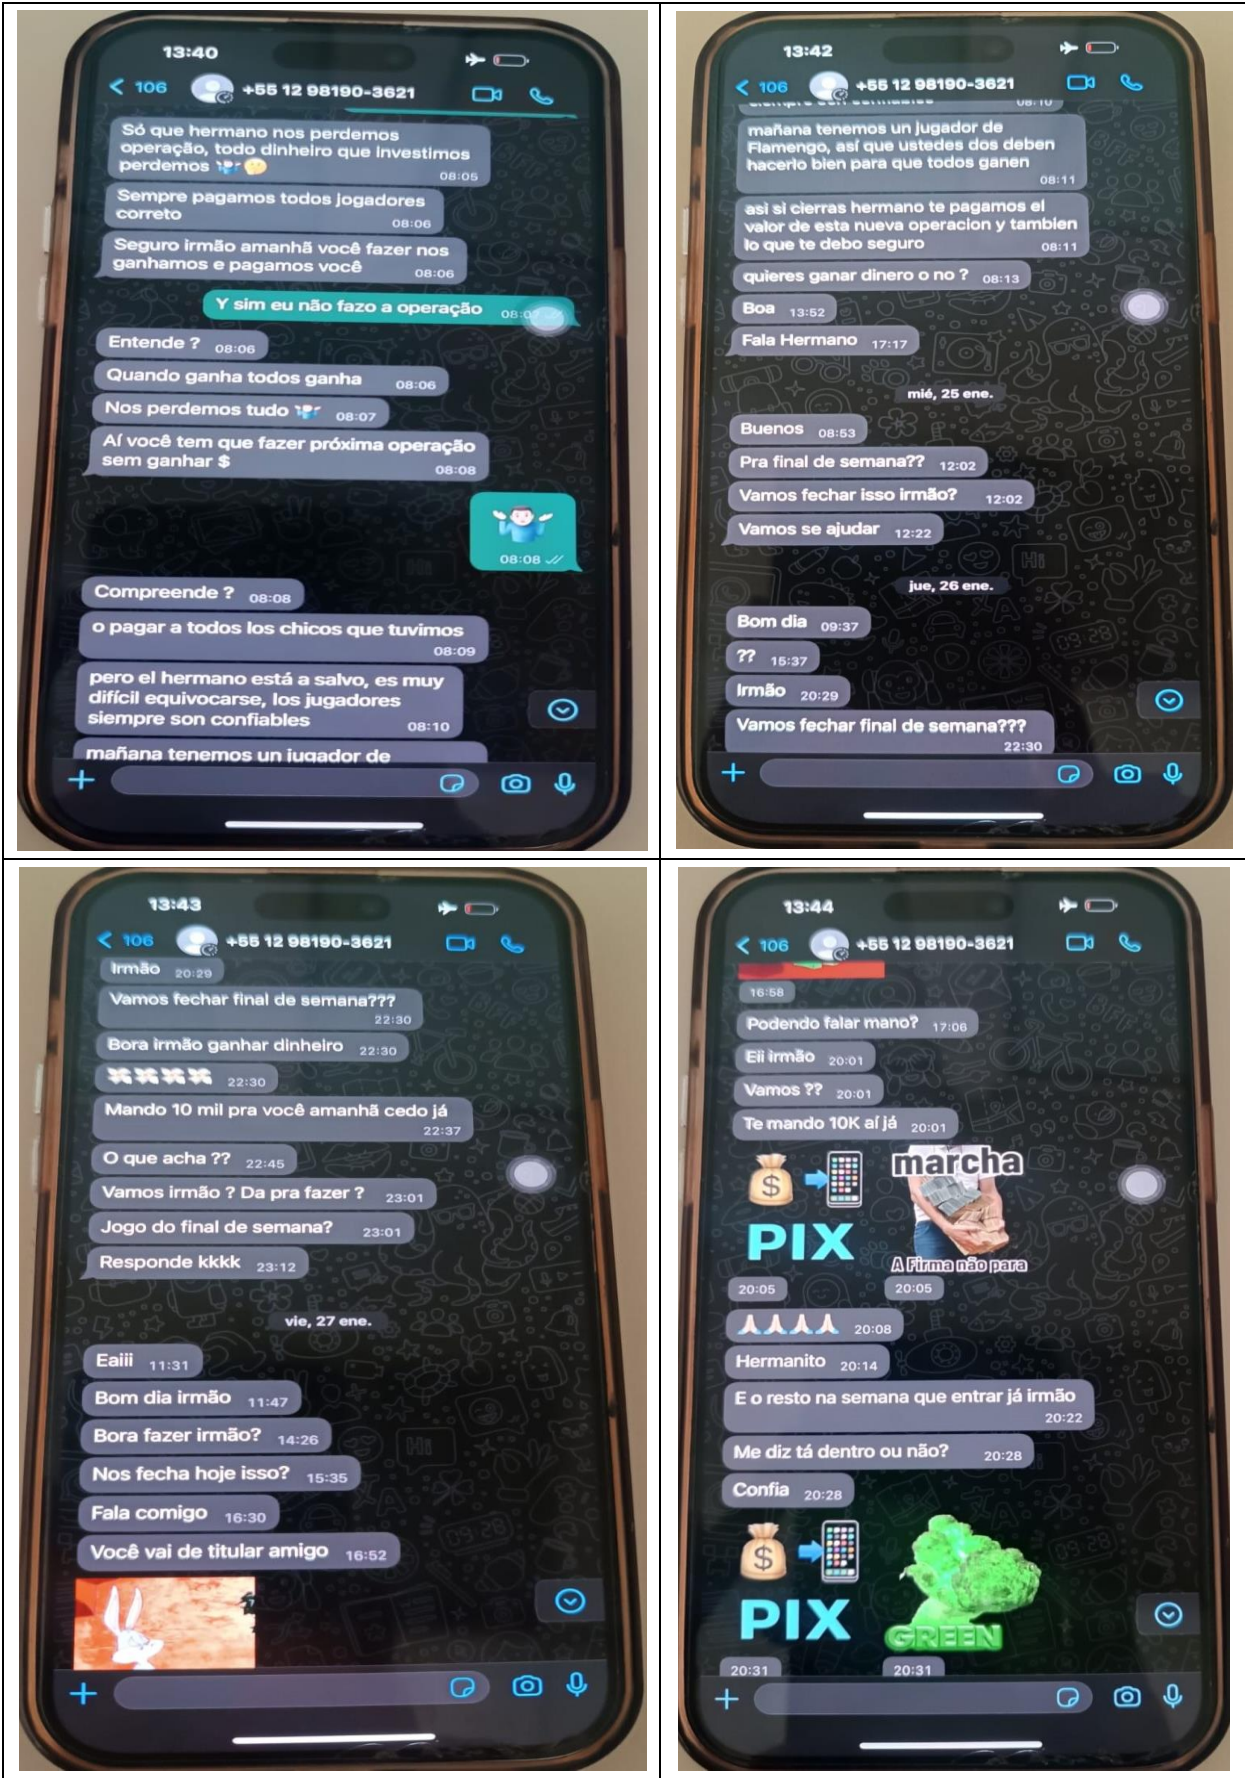 13:40
106
+55 12 98190-3621
Só que hermano nos perdemos
operação, todo dinheiro que investimos
perdemos 🤷‍♂️🤔
08:05
Sempre pagamos todos jogadores
correto
08:06
Seguro irmão amanhã você fazer nos
ganhamos e pagamos você
08:06
Y sim eu não fazo a operação
Entende ? 08:06
Quando ganha todos ganha 08:06
Nos perdemos tudo 🤷‍♂️ 08:07
Aí você tem que fazer próxima operação
sem ganhar $
08:08
08:08
Compreende ? 08:08
o pagar a todos los chicos que tuvimos
08:09
pero el hermano está a salvo, es muy
difícil equivocarse, los jugadores
siempre son confiables
08:10
mañana tenemos un jugador de
13:42
106
+55 12 98190-3621
siempre son confiables
08:10
mañana tenemos un jugador de
Flamengo, así que ustedes dos deben
hacerlo bien para que todos ganen
08:11
asi si cierras hermano te pagamos el
valor de esta nueva operacion y tambien
lo que te debo seguro
08:11
quieres ganar dinero o no ? 08:13
Boa 13:52
Fala Hermano 17:17
mié, 25 ene.
Buenos 08:53
Pra final de semana?? 12:02
Vamos fechar isso irmão? 12:02
Vamos se ajudar 12:22
jue, 26 ene.
Bom dia 09:37
?? 15:37
Irmão 20:29
Vamos fechar final de semana???
22:30
13:43
106
+55 12 98190-3621
Irmão 20:29
Vamos fechar final de semana???
22:30
Bora irmão ganhar dinheiro 22:30
💸💸💸💸 22:30
Mando 10 mil pra você amanhã cedo já
22:37
O que acha ?? 22:45
Vamos irmão ? Da pra fazer ? 23:01
Jogo do final de semana? 23:01
Responde kkkk 23:12
vie, 27 ene.
Eaiii 11:31
Bom dia irmão 11:47
Bora fazer irmão? 14:26
Nos fecha hoje isso? 15:35
Fala comigo 16:30
Você vai de titular amigo 16:52
13:44
106
+55 12 98190-3621
16:58
Podendo falar mano? 17:06
Eii irmão 20:01
Vamos ?? 20:01
Te mando 10K aí já 20:01
marcha
PIX
A Firma não para
20:05
20:05
🙏🏻🙏🏻🙏🏻🙏🏻 20:08
Hermanito 20:14
E o resto na semana que entrar já irmão
20:22
Me diz tá dentro ou não? 20:28
Confia 20:28
PIX
GREEN
20:31
20:31